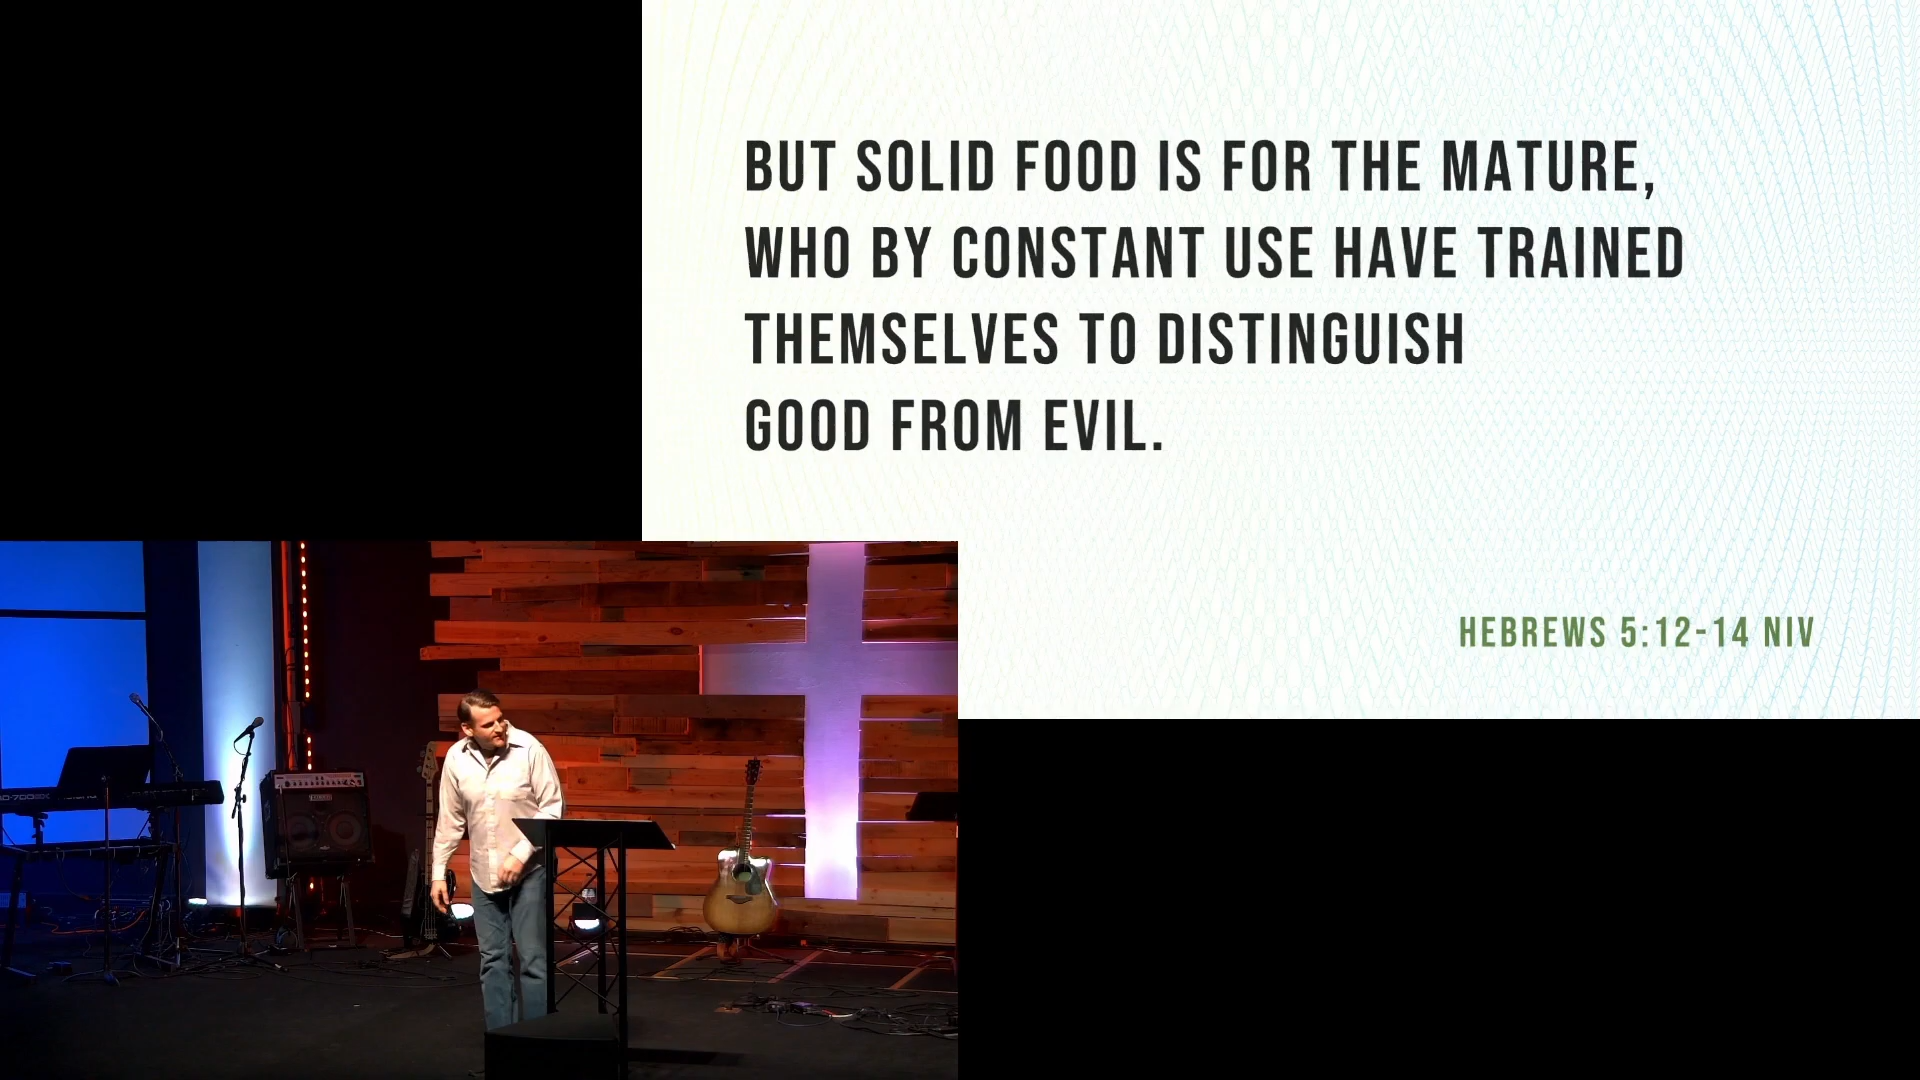 BUT SOLID FOOD IS FOR THE MATURE,
WHO BY CONSTANT USE HAVE TRAINED
THEMSELVES TO DISTINGUISH
GOOD FROM EVIL.
HEBREWS 5:12-14 NIV